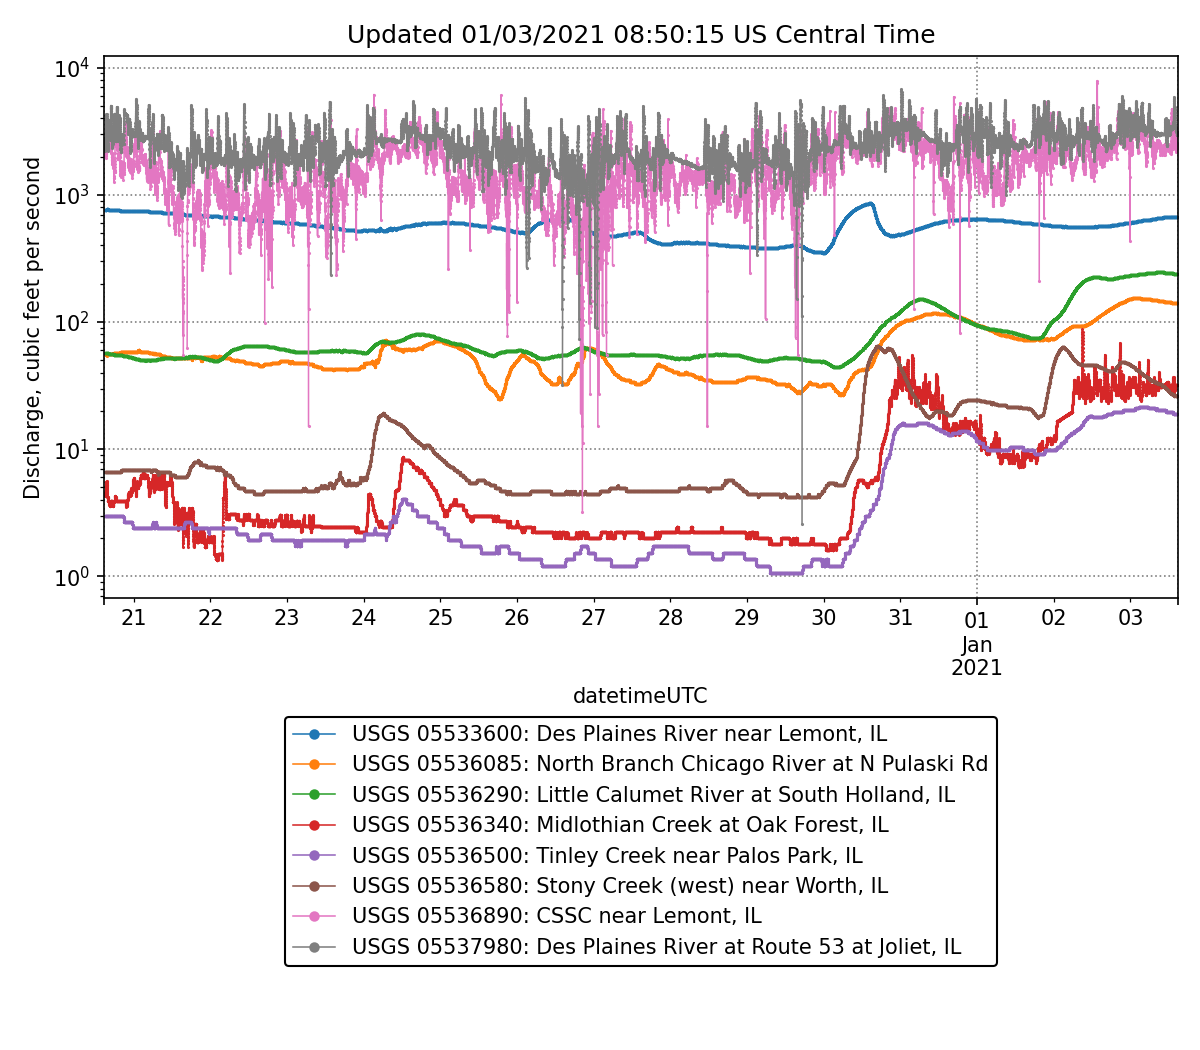 Updated 01/03/2021 08:50:15 US Central Time
Discharge, cubic feet per second
10⁴
10³
10²
10¹
10⁰
21 22 23 24 25 26 27 28 29 30 31 01 02 03
Jan
2021
datetimeUTC
USGS 05533600: Des Plaines River near Lemont, IL
USGS 05536085: North Branch Chicago River at N Pulaski Rd
USGS 05536290: Little Calumet River at South Holland, IL
USGS 05536340: Midlothian Creek at Oak Forest, IL
USGS 05536500: Tinley Creek near Palos Park, IL
USGS 05536580: Stony Creek (west) near Worth, IL
USGS 05536890: CSSC near Lemont, IL
USGS 05537980: Des Plaines River at Route 53 at Joliet, IL